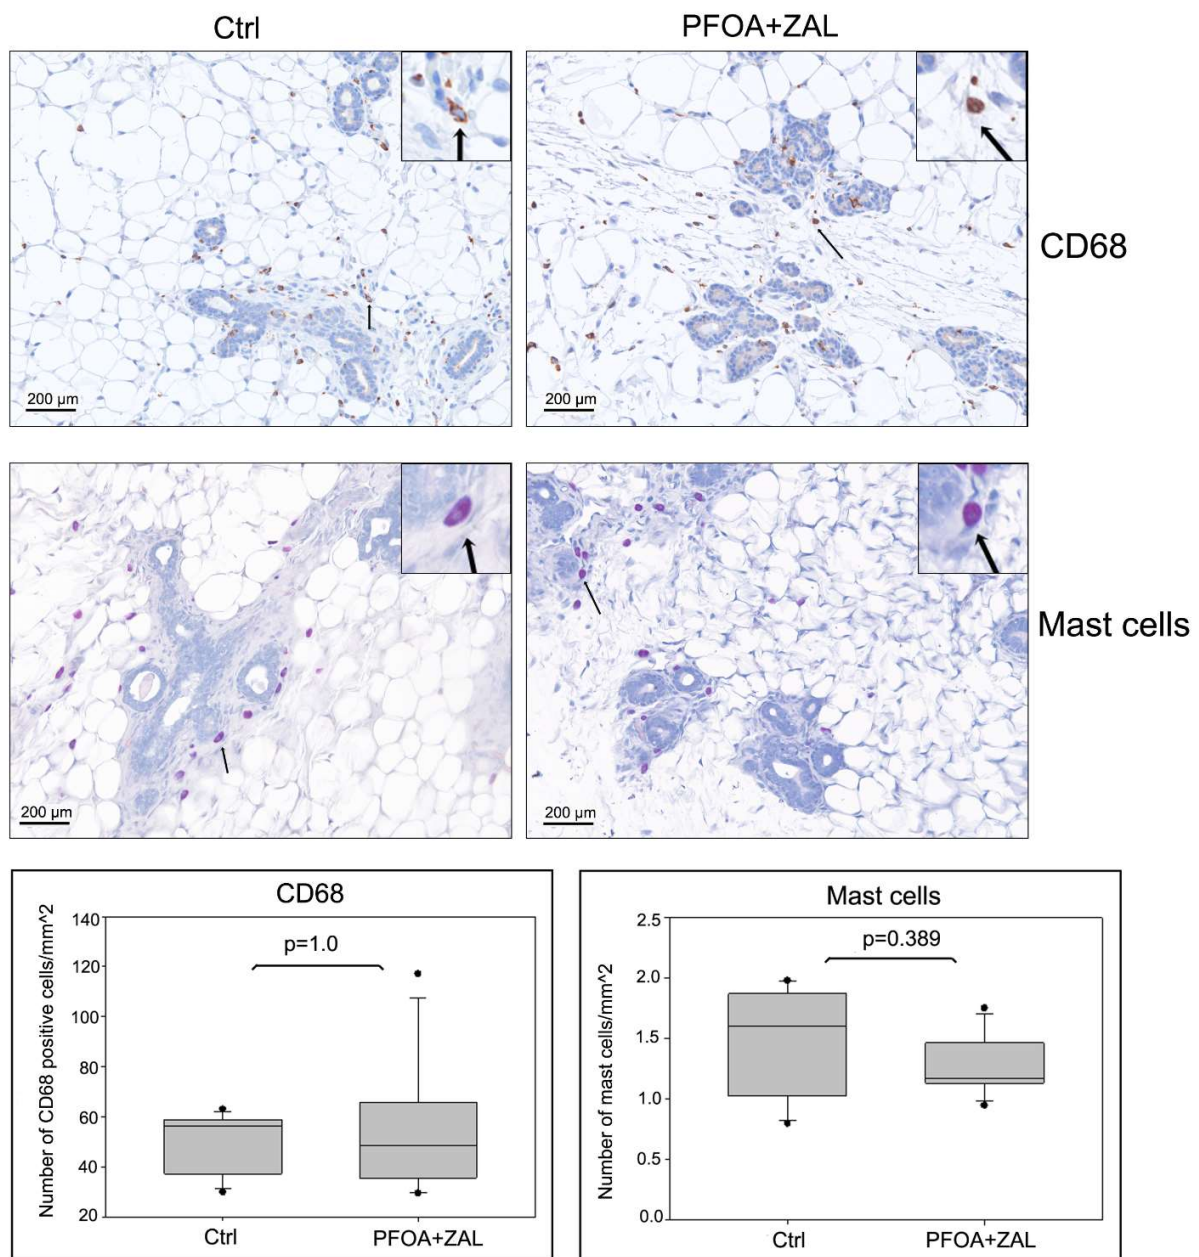 Ctrl
PFOA+ZAL
CD68
200 µm
200 µm
Mast cells
200 µm
200 µm
CD68
Number of CD68 positive cells/mm^2
140
120
100
80
60
40
20
p=1.0
Ctrl
PFOA+ZAL
Mast cells
Number of mast cells/mm^2
2.5
2.0
1.5
1.0
0.5
0.0
p=0.389
Ctrl
PFOA+ZAL